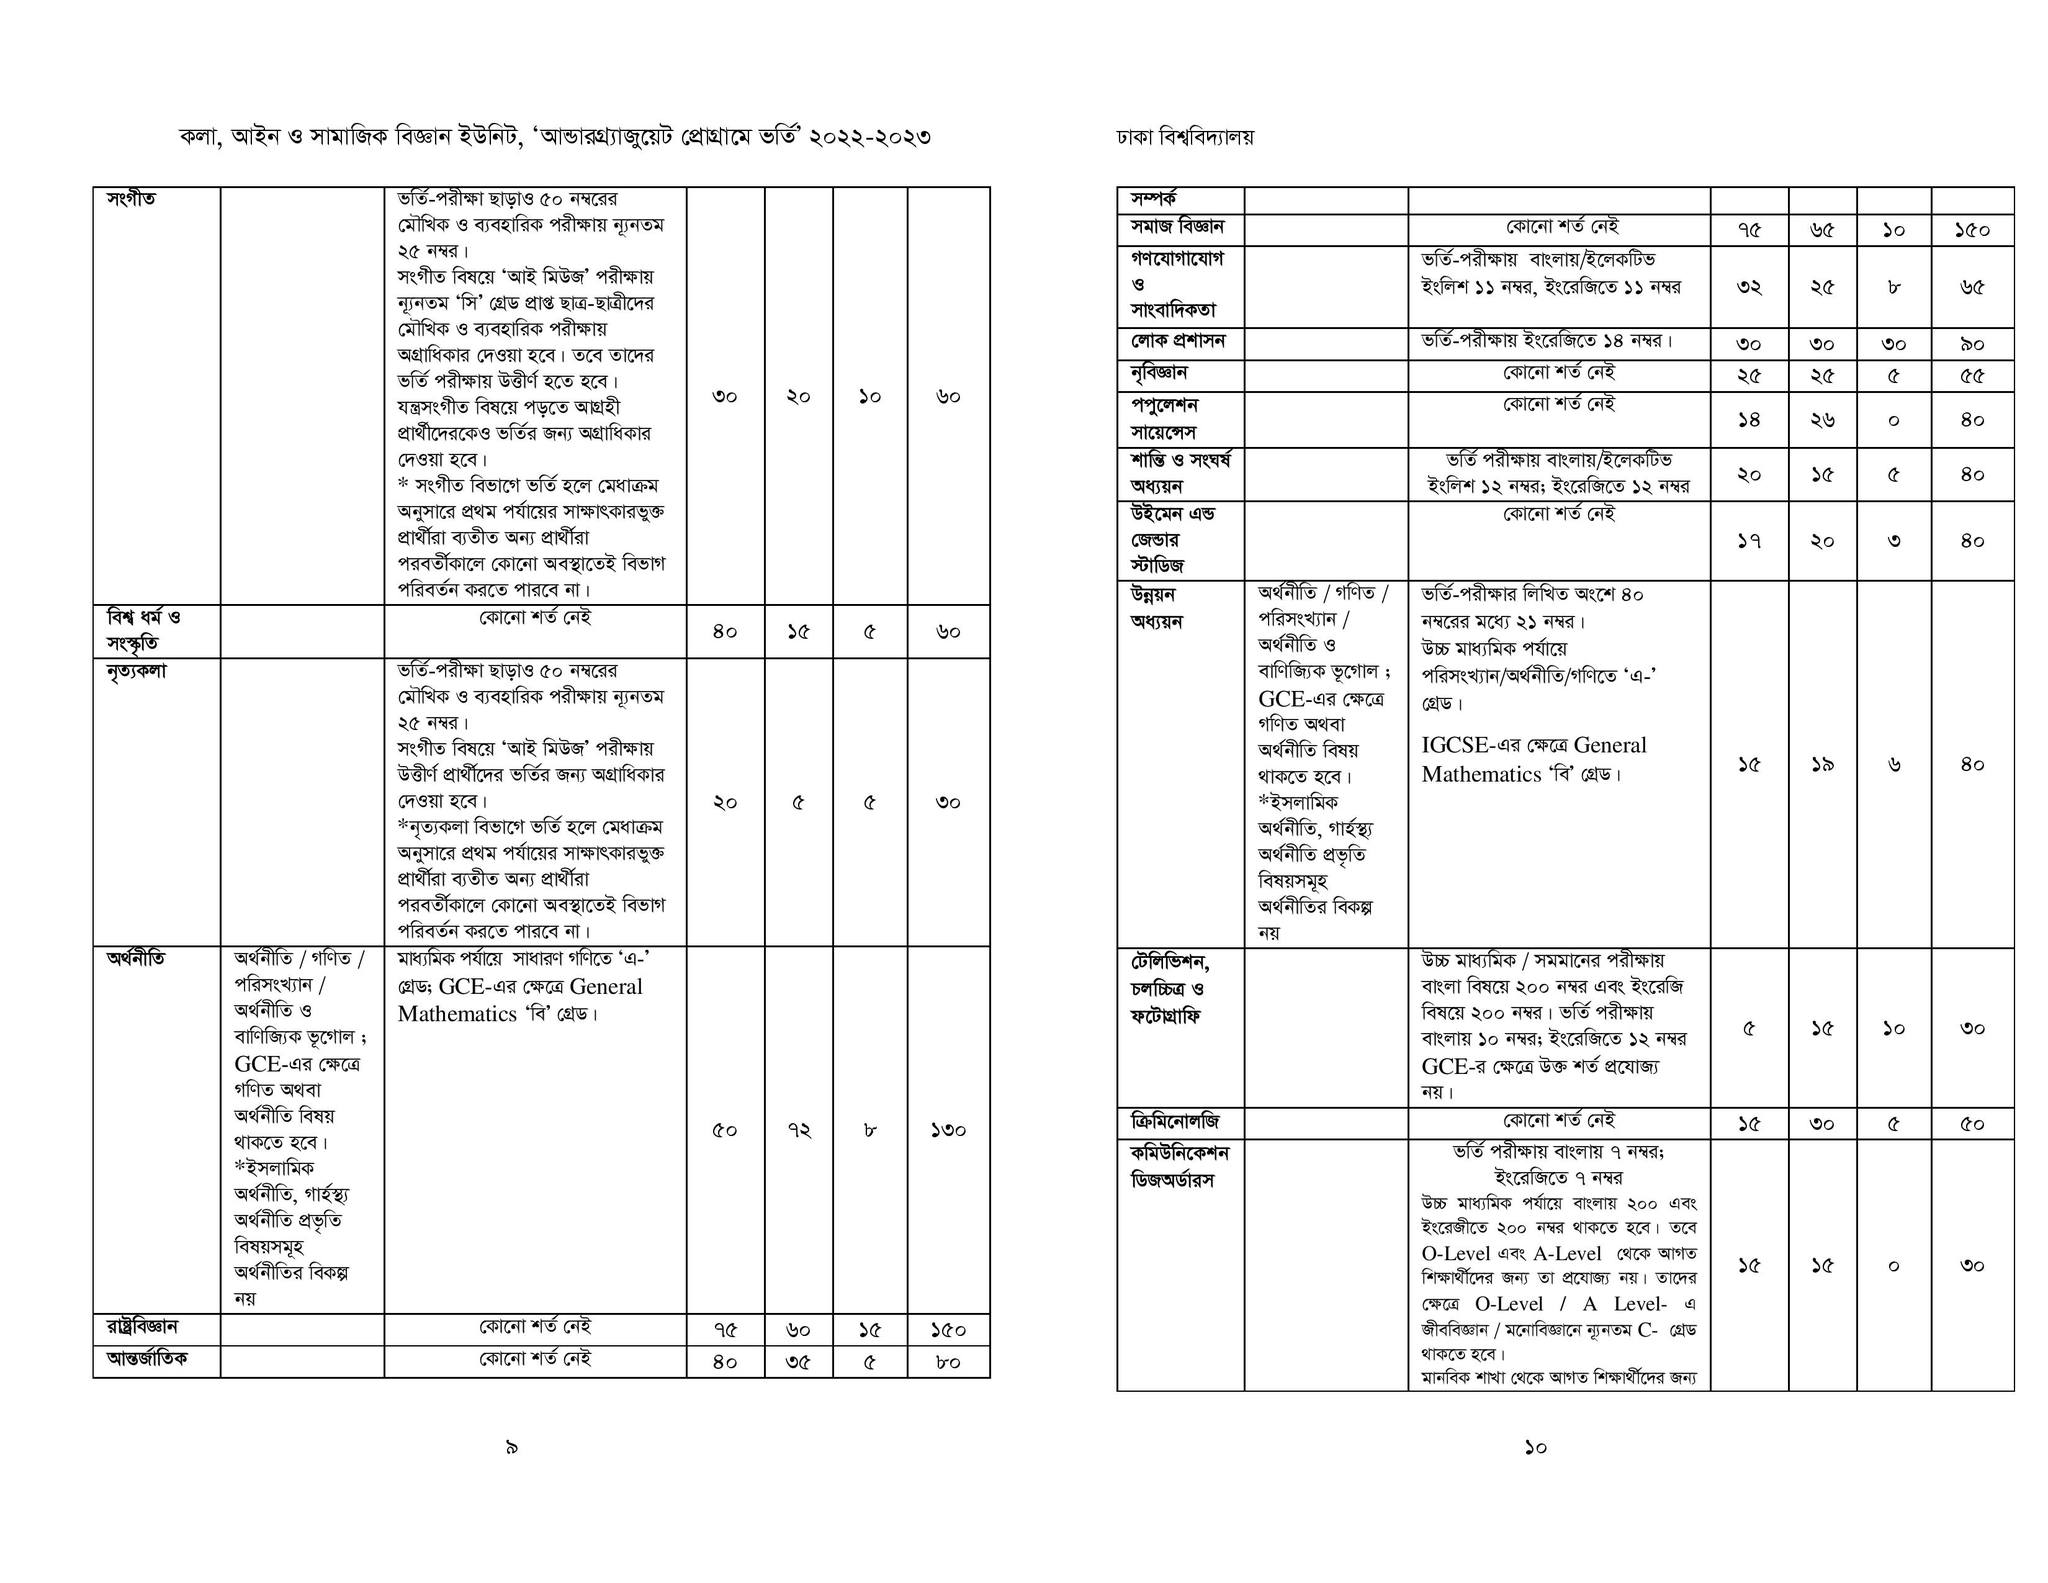 কলা, আইন ও সামাজিক বিজ্ঞান ইউনিট, ‘আন্ডারগ্র্যাজুয়েট প্রোগ্রামে ভর্তি’ ২০২২-২০২৩
সংগীত
ভর্তি-পরীক্ষা ছাড়াও ৫০ নম্বরের
মৌখিক ও ব্যবহারিক পরীক্ষায় ন্যূনতম
২৫ নম্বর।
সংগীত বিষয়ে ‘আই মিউজ’ পরীক্ষায়
ন্যূনতম ‘সি’ গ্রেড প্রাপ্ত ছাত্র-ছাত্রীদের
মৌখিক ও ব্যবহারিক পরীক্ষায়
অগ্রাধিকার দেওয়া হবে। তবে তাদের
ভর্তি পরীক্ষায় উত্তীর্ণ হতে হবে।
যন্ত্রসংগীত বিষয়ে পড়তে আগ্রহী
প্রার্থীদেরকেও ভর্তির জন্য অগ্রাধিকার
দেওয়া হবে।
* সংগীত বিভাগে ভর্তি হলে মেধাক্রম
অনুসারে প্রথম পর্যায়ের সাক্ষাৎকারভুক্ত
প্রার্থীরা ব্যতীত অন্য প্রার্থীরা
পরবর্তীকালে কোনো অবস্থাতেই বিভাগ
পরিবর্তন করতে পারবে না।
৩০ ২০ ১০ ৬০
বিশ্ব ধর্ম ও
সংস্কৃতি
কোনো শর্ত নেই
৪০ ১৫ ৫ ৬০
নৃত্যকলা
ভর্তি-পরীক্ষা ছাড়াও ৫০ নম্বরের
মৌখিক ও ব্যবহারিক পরীক্ষায় ন্যূনতম
২৫ নম্বর।
সংগীত বিষয়ে ‘আই মিউজ’ পরীক্ষায়
উত্তীর্ণ প্রার্থীদের ভর্তির জন্য অগ্রাধিকার
দেওয়া হবে।
*নৃত্যকলা বিভাগে ভর্তি হলে মেধাক্রম
অনুসারে প্রথম পর্যায়ের সাক্ষাৎকারভুক্ত
প্রার্থীরা ব্যতীত অন্য প্রার্থীরা
পরবর্তীকালে কোনো অবস্থাতেই বিভাগ
পরিবর্তন করতে পারবে না।
২০ ৫ ৫ ৩০
অর্থনীতি
অর্থনীতি / গণিত /
পরিসংখ্যান /
অর্থনীতি ও
বাণিজ্যিক ভূগোল ;
GCE-এর ক্ষেত্রে
গণিত অথবা
অর্থনীতি বিষয়
থাকতে হবে।
*ইসলামিক
অর্থনীতি, গার্হস্থ্য
অর্থনীতি প্রভৃতি
বিষয়সমূহ
অর্থনীতির বিকল্প
নয়
মাধ্যমিক পর্যায়ে সাধারণ গণিতে ‘এ-’
গ্রেড; GCE-এর ক্ষেত্রে General
Mathematics ‘বি’ গ্রেড।
৫০ ৭২ ৮ ১৩০
রাষ্ট্রবিজ্ঞান কোনো শর্ত নেই ৭৫ ৬০ ১৫ ১৫০
আন্তর্জাতিক কোনো শর্ত নেই ৪০ ৩৫ ৫ ৮০
৯
ঢাকা বিশ্ববিদ্যালয়
সম্পর্ক
সমাজ বিজ্ঞান কোনো শর্ত নেই ৭৫ ৬৫ ১০ ১৫০
গণযোগাযোগ
ও
সাংবাদিকতা
ভর্তি-পরীক্ষায় বাংলায়/ইলেকটিভ
ইংলিশ ১১ নম্বর, ইংরেজিতে ১১ নম্বর
৩২ ২৫ ৮ ৬৫
লোক প্রশাসন ভর্তি-পরীক্ষায় ইংরেজিতে ১৪ নম্বর। ৩০ ৩০ ৩০ ৯০
নৃবিজ্ঞান কোনো শর্ত নেই ২৫ ২৫ ৫ ৫৫
পপুলেশন
সায়েন্সেস
কোনো শর্ত নেই
১৪ ২৬ ০ ৪০
শান্তি ও সংঘর্ষ
অধ্যয়ন
ভর্তি পরীক্ষায় বাংলায়/ইলেকটিভ
ইংলিশ ১২ নম্বর; ইংরেজিতে ১২ নম্বর
২০ ১৫ ৫ ৪০
উইমেন এন্ড
জেন্ডার
স্টাডিজ
কোনো শর্ত নেই
১৭ ২০ ৩ ৪০
উন্নয়ন
অধ্যয়ন
অর্থনীতি / গণিত /
পরিসংখ্যান /
অর্থনীতি ও
বাণিজ্যিক ভূগোল ;
GCE-এর ক্ষেত্রে
গণিত অথবা
অর্থনীতি বিষয়
থাকতে হবে।
*ইসলামিক
অর্থনীতি, গার্হস্থ্য
অর্থনীতি প্রভৃতি
বিষয়সমূহ
অর্থনীতির বিকল্প
নয়
ভর্তি-পরীক্ষার লিখিত অংশে ৪০
নম্বরের মধ্যে ২১ নম্বর।
উচ্চ মাধ্যমিক পর্যায়ে
পরিসংখ্যান/অর্থনীতি/গণিতে ‘এ-’
গ্রেড।
IGCSE-এর ক্ষেত্রে General
Mathematics ‘বি’ গ্রেড।
১৫ ১৯ ৬ ৪০
টেলিভিশন,
চলচ্চিত্র ও
ফটোগ্রাফি
উচ্চ মাধ্যমিক / সমমানের পরীক্ষায়
বাংলা বিষয়ে ২০০ নম্বর এবং ইংরেজি
বিষয়ে ২০০ নম্বর। ভর্তি পরীক্ষায়
বাংলায় ১০ নম্বর; ইংরেজিতে ১২ নম্বর
GCE-র ক্ষেত্রে উক্ত শর্ত প্রযোজ্য
নয়।
৫ ১৫ ১০ ৩০
ক্রিমিনোলজি কোনো শর্ত নেই ১৫ ৩০ ৫ ৫০
কমিউনিকেশন
ডিজঅর্ডারস
ভর্তি পরীক্ষায় বাংলায় ৭ নম্বর;
ইংরেজিতে ৭ নম্বর
উচ্চ মাধ্যমিক পর্যায়ে বাংলায় ২০০ এবং
ইংরেজীতে ২০০ নম্বর থাকতে হবে। তবে
O-Level এবং A-Level থেকে আগত
শিক্ষার্থীদের জন্য তা প্রযোজ্য নয়। তাদের
ক্ষেত্রে O-Level / A Level- এ
জীববিজ্ঞান / মনোবিজ্ঞানে ন্যূনতম C- গ্রেড
থাকতে হবে।
মানবিক শাখা থেকে আগত শিক্ষার্থীদের জন্য
১৫ ১৫ ০ ৩০
১০